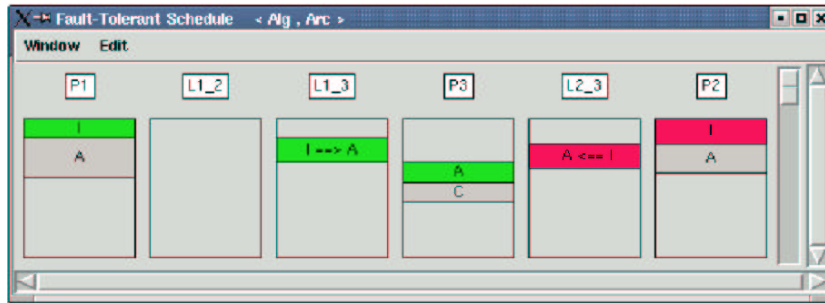 Fault-Tolerant Schedule < Alg , Arc >
Window Edit
P1 L1_2 L1_3 P3 L2_3 P2
I I
A I ==> A A <== I A
A
C